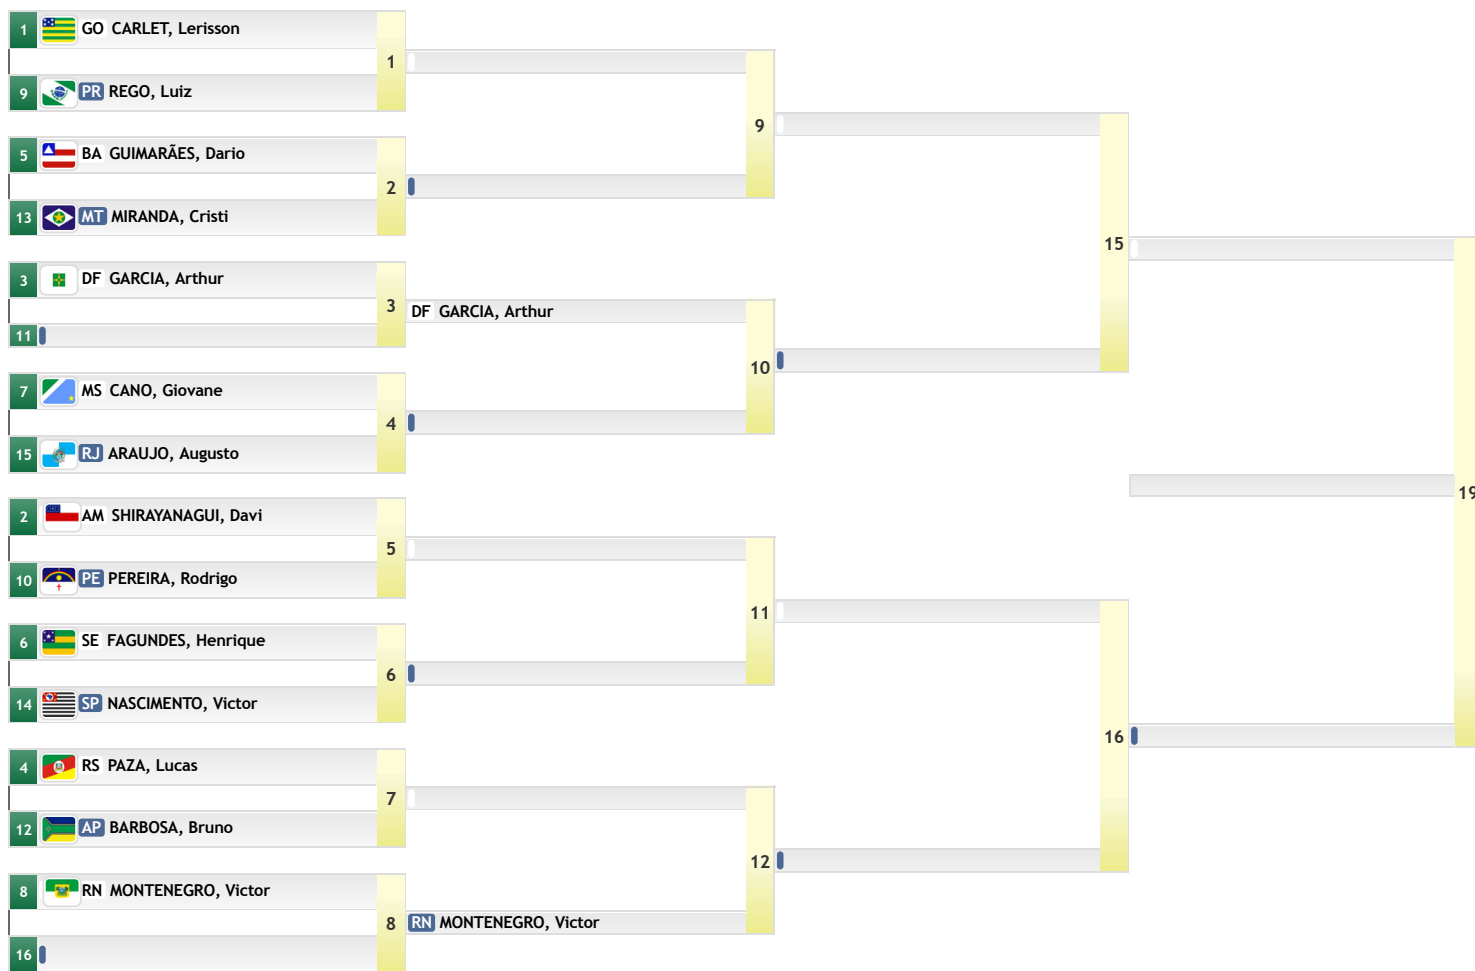 1 GO CARLET, Lerisson
1
9 PR REGO, Luiz
9
5 BA GUIMARÃES, Dario
2
13 MT MIRANDA, Cristi
15
3 DF GARCIA, Arthur
3 DF GARCIA, Arthur
11
10
7 MS CANO, Giovane
4
15 RJ ARAUJO, Augusto
19
2 AM SHIRAYANAGUI, Davi
5
10 PE PEREIRA, Rodrigo
11
6 SE FAGUNDES, Henrique
6
14 SP NASCIMENTO, Victor
16
4 RS PAZA, Lucas
7
12 AP BARBOSA, Bruno
12
8 RN MONTENEGRO, Victor
8 RN MONTENEGRO, Victor
16